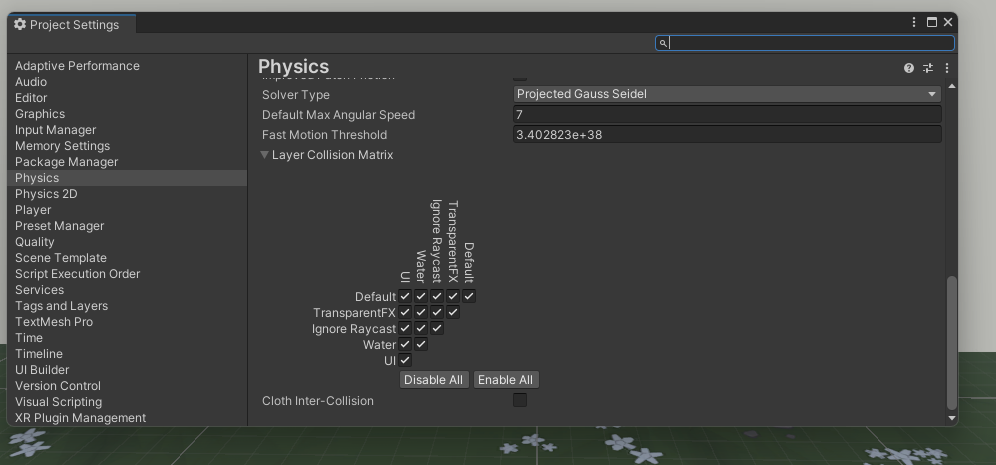 Project Settings
Adaptive Performance
Audio
Editor
Graphics
Input Manager
Memory Settings
Package Manager
Physics
Physics 2D
Player
Preset Manager
Quality
Scene Template
Script Execution Order
Services
Tags and Layers
TextMesh Pro
Time
Timeline
UI Builder
Version Control
Visual Scripting
XR Plugin Management
Physics
Solver Type
Projected Gauss Seidel
Default Max Angular Speed
7
Fast Motion Threshold
3.402823e+38
Layer Collision Matrix
UI
Water
Ignore Raycast
TransparentFX
Default
Default
TransparentFX
Ignore Raycast
Water
UI
Disable All
Enable All
Cloth Inter-Collision